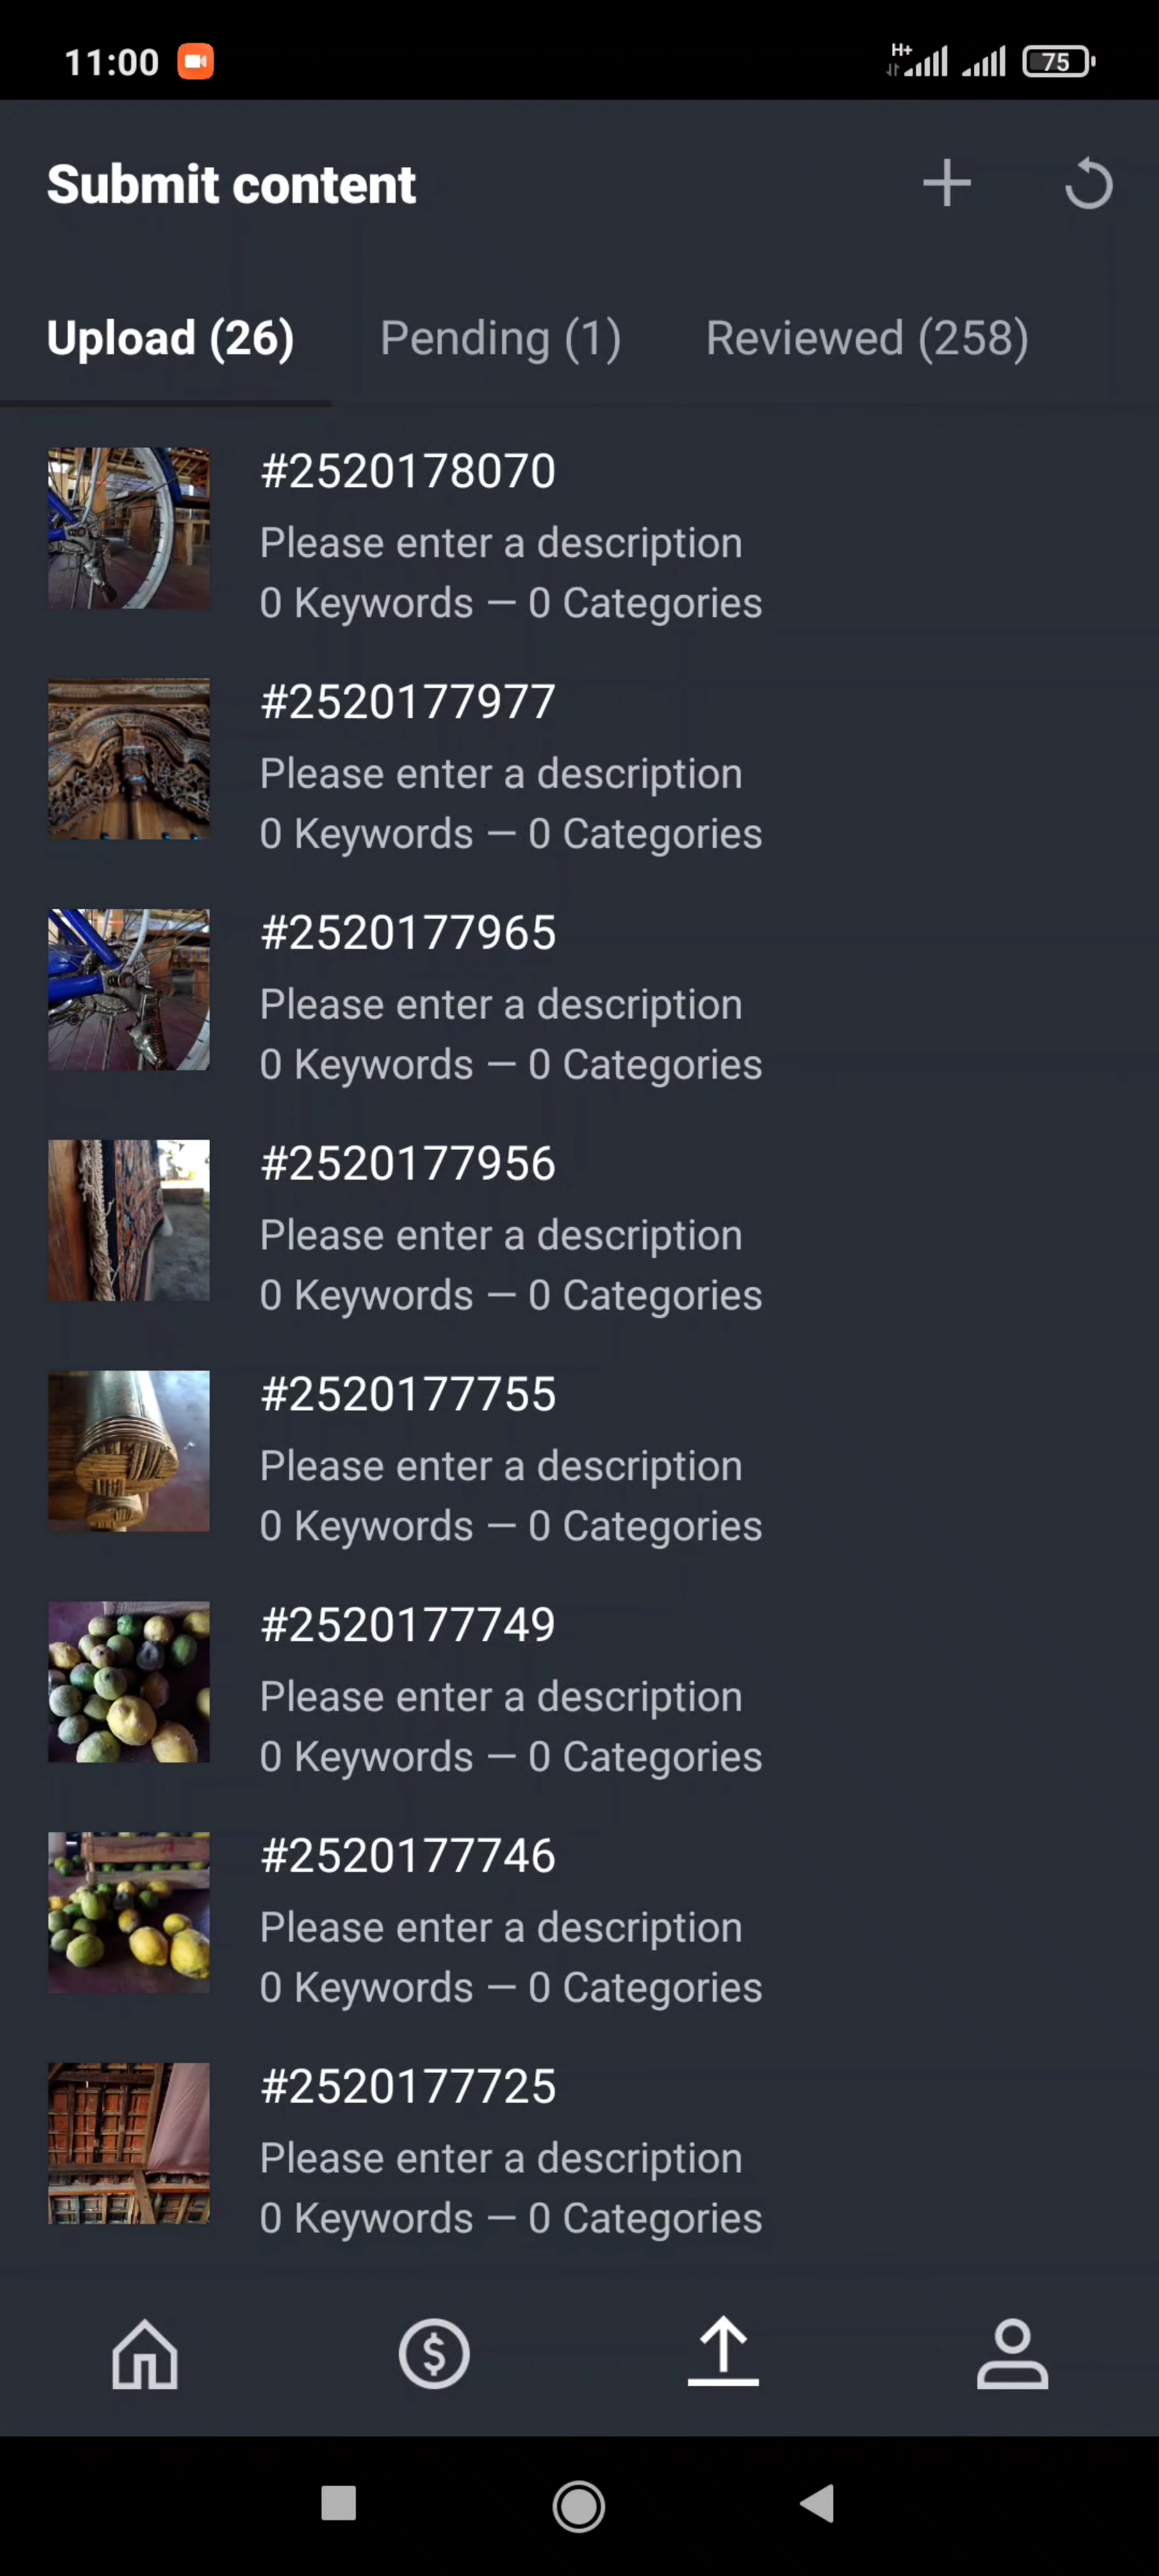 11:00
H+
75
Submit content
Upload (26)
Pending (1)
Reviewed (258)
#2520178070
Please enter a description
0 Keywords — 0 Categories
#2520177977
Please enter a description
0 Keywords — 0 Categories
#2520177965
Please enter a description
0 Keywords — 0 Categories
#2520177956
Please enter a description
0 Keywords — 0 Categories
#2520177755
Please enter a description
0 Keywords — 0 Categories
#2520177749
Please enter a description
0 Keywords — 0 Categories
#2520177746
Please enter a description
0 Keywords — 0 Categories
#2520177725
Please enter a description
0 Keywords — 0 Categories